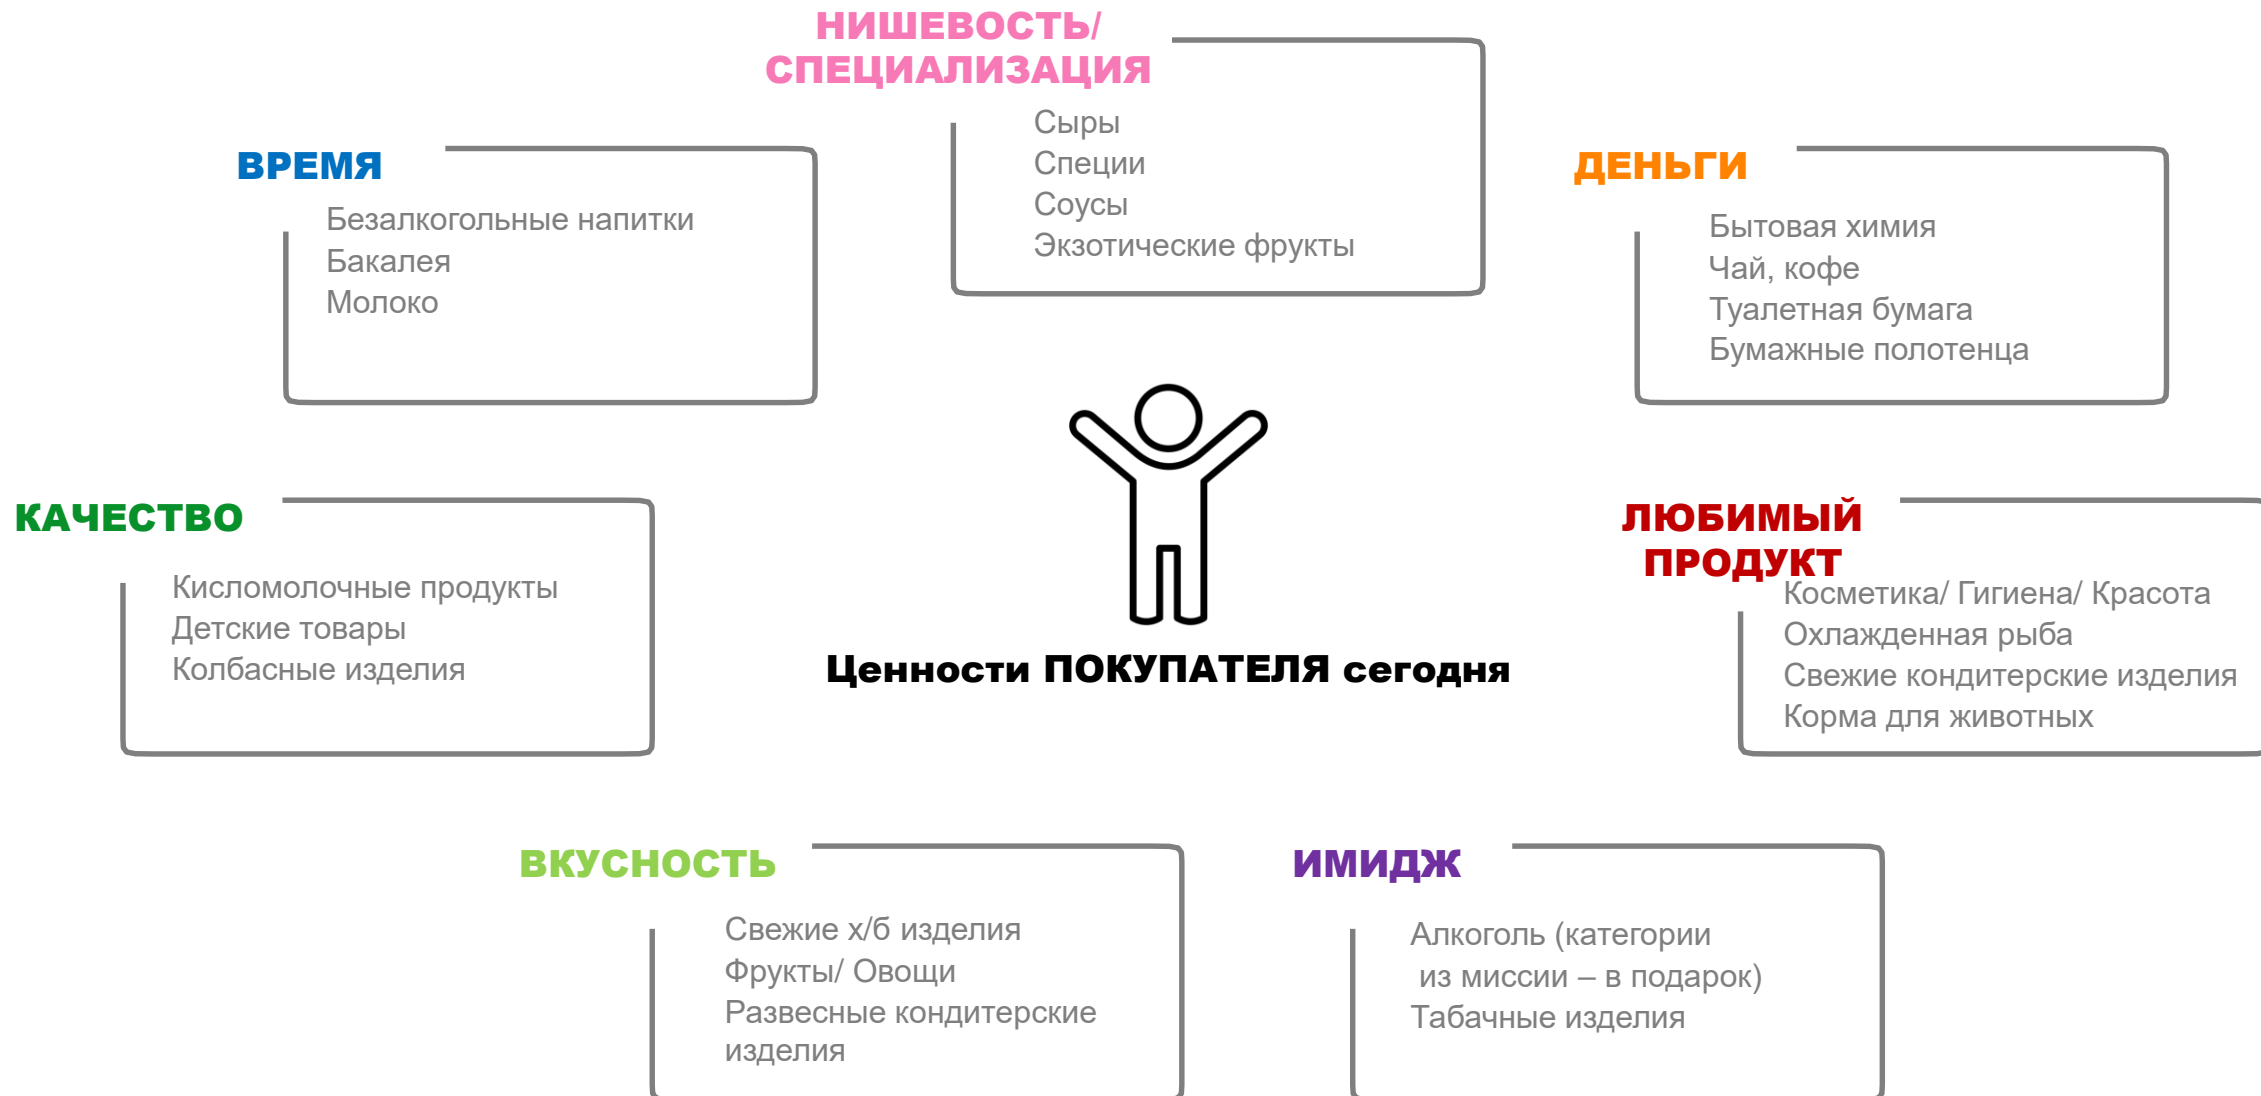 НИШЕВОСТЬ/
СПЕЦИАЛИЗАЦИЯ
Сыры
Специи
Соусы
Экзотические фрукты
ВРЕМЯ
Безалкогольные напитки
Бакалея
Молоко
ДЕНЬГИ
Бытовая химия
Чай, кофе
Туалетная бумага
Бумажные полотенца
КАЧЕСТВО
Кисломолочные продукты
Детские товары
Колбасные изделия
Ценности ПОКУПАТЕЛЯ сегодня
ЛЮБИМЫЙ
ПРОДУКТ
Косметика/ Гигиена/ Красота
Охлажденная рыба
Свежие кондитерские изделия
Корма для животных
ВКУСНОСТЬ
Свежие х/б изделия
Фрукты/ Овощи
Развесные кондитерские
изделия
ИМИДЖ
Алкоголь (категории
из миссии – в подарок)
Табачные изделия